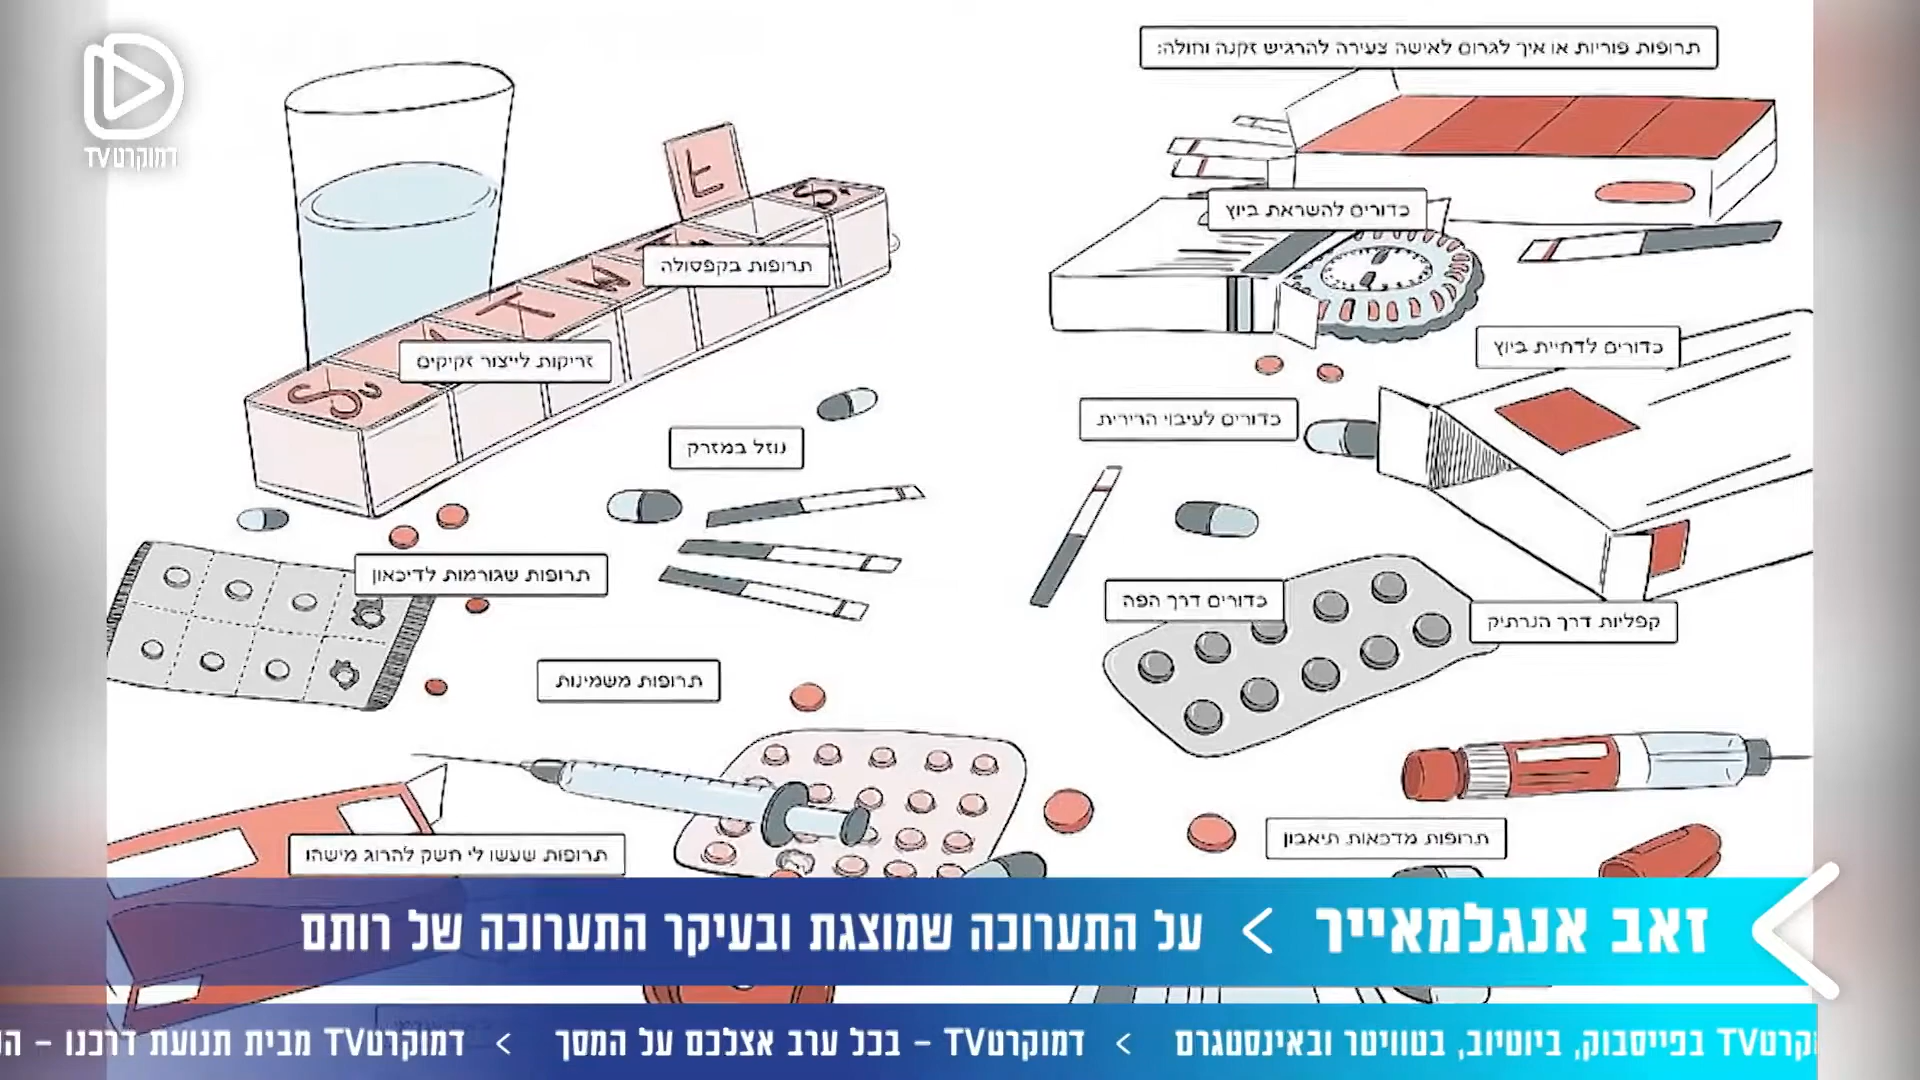 דמוקרטTV
תרופות פוריות או איך לגרום לאישה צעירה להרגיש זקנה וחולה:
כדורים להשראת ביוץ
תרופות בקפסולה
כדורים לדחיית ביוץ
זריקות לייצור זקיקים
כדורים לעיבוי הרירית
נוזל במזרק
תרופות שגורמות לדיכאון
כדורים דרך הפה
קפליות דרך הנרתיק
תרופות משמינות
תרופות מדכאות תיאבון
תרופות שעשו לי חשק להרוג מישהו
S
T
W
T
F
S
זאב אנגלמאייר > על התערוכה שמוצגת ובעיקר התערוכה של רותם
קרטTV בפייסבוק, ביוטיוב, בטוויטר ובאינסטגרם > דמוקרטTV – בכל ערב אצלכם על המסך > דמוקרטTV מבית תנועת דרכנו –